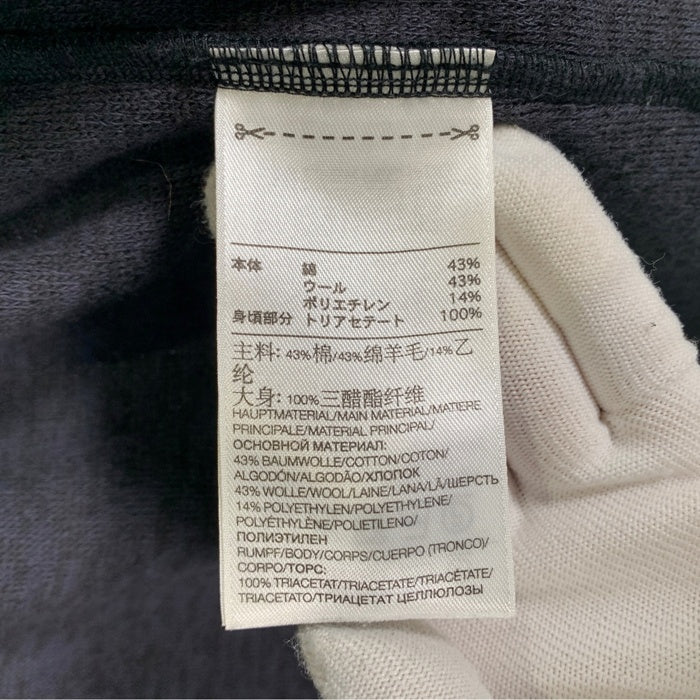 本体 綿 43%
ウール 43%
ポリエチレン 14%
身頃部分 トリアセテート 100%
主料: 43%棉/43%绵羊毛/14%乙
纶
大身: 100%三醋酯纤维
HAUPTMATERIAL/MAIN MATERIAL/MATIERE
PRINCIPALE/MATERIAL PRINCIPAL/
ОСНОВНОЙ МАТЕРИАЛ:
43% BAUMWOLLE/COTTON/COTON/
ALGODÓN/ALGODÃO/ХЛОПОК
43% WOLLE/WOOL/LAINE/LANA/LÃ/ШЕРСТЬ
14% POLYETHYLEN/POLYETHYLENE/
POLYÉTHYLÈNE/POLIETILENO/
ПОЛИЭТИЛЕН
RUMPF/BODY/CORPS/CUERPO (TRONCO)/
CORPO/ТОРС:
100% TRIACETAT/TRIACETATE/TRIACÉTATE/
TRIACETATO/ТРИАЦЕТАТ ЦЕЛЛЮЛОЗЫ